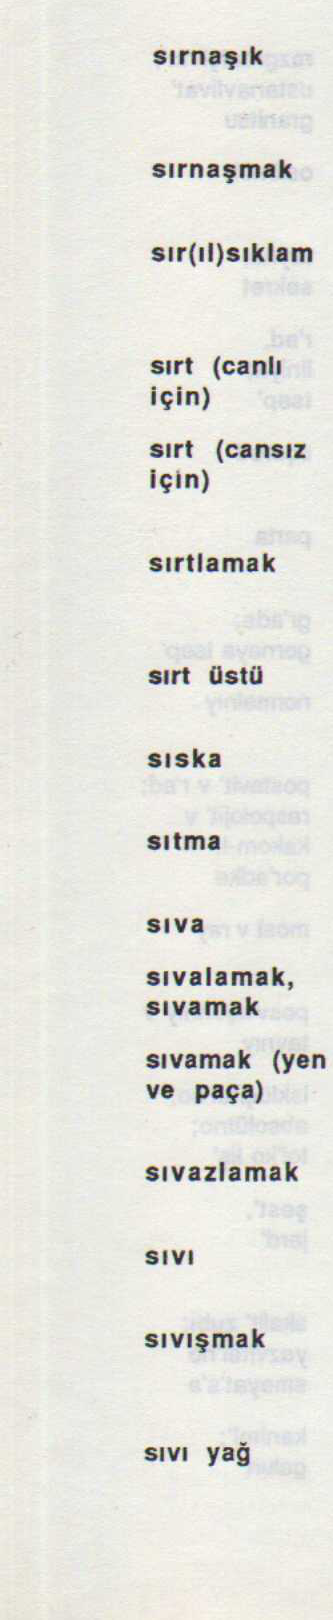 sırnaşık
sırnaşmak
sır(ıl)sıklam
sırt (canlı
için)
sırt (cansız
için)
sırtlamak
sırt üstü
sıska
sıtma
sıva
sıvalamak,
sıvamak
sıvamak (yen
ve paça)
sıvazlamak
sıvı
sıvışmak
sıvı yağ